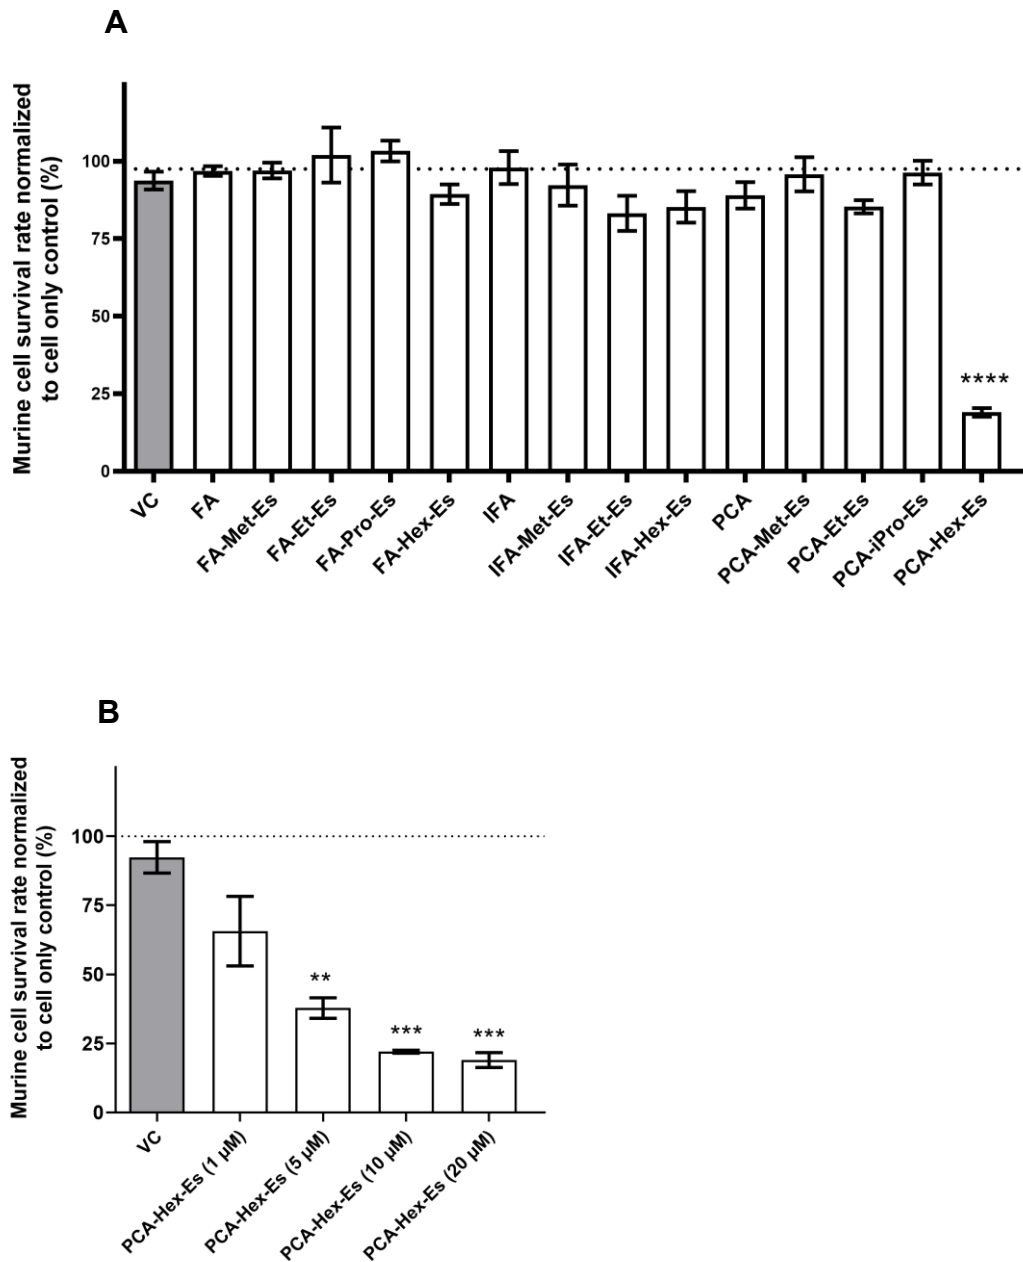 A
Murine cell survival rate normalized
to cell only control (%)
100
75
50
25
0
****
VC
FA
FA-Met-Es
FA-Et-Es
FA-Pro-Es
FA-Hex-Es
IFA
IFA-Met-Es
IFA-Et-Es
IFA-Hex-Es
PCA
PCA-Met-Es
PCA-Et-Es
PCA-iPro-Es
PCA-Hex-Es
B
Murine cell survival rate normalized
to cell only control (%)
100
75
50
25
0
**
***
***
VC
PCA-Hex-Es (1 µM)
PCA-Hex-Es (5 µM)
PCA-Hex-Es (10 µM)
PCA-Hex-Es (20 µM)